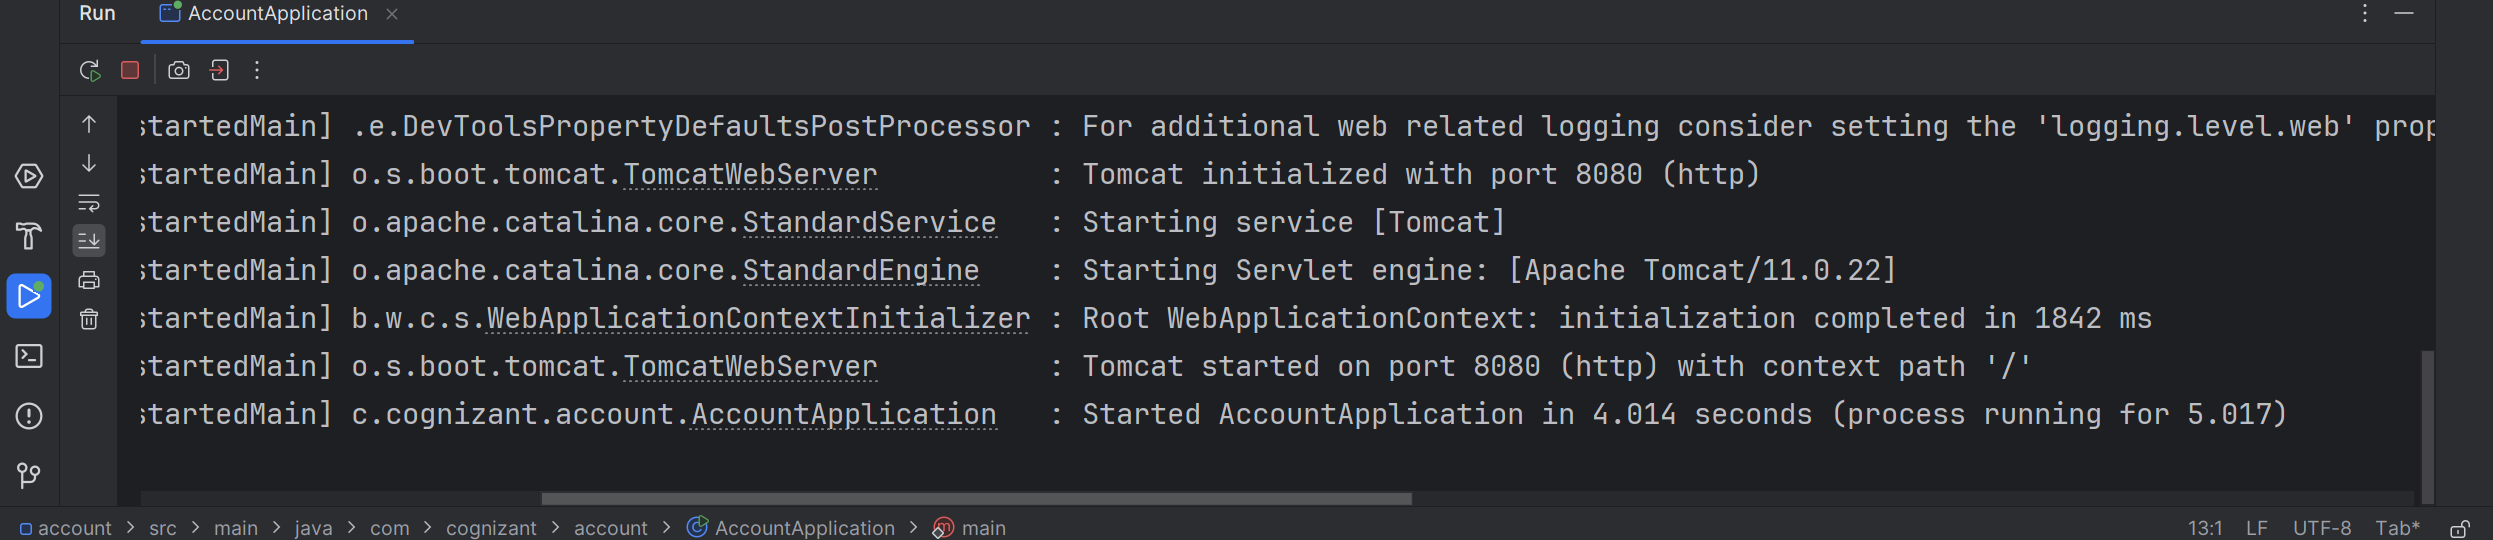 Run AccountApplication
startedMain] .e.DevToolsPropertyDefaultsPostProcessor : For additional web related logging consider setting the 'logging.level.web' prop
startedMain] o.s.boot.tomcat.TomcatWebServer : Tomcat initialized with port 8080 (http)
startedMain] o.apache.catalina.core.StandardService : Starting service [Tomcat]
startedMain] o.apache.catalina.core.StandardEngine : Starting Servlet engine: [Apache Tomcat/11.0.22]
startedMain] b.w.c.s.WebApplicationContextInitializer : Root WebApplicationContext: initialization completed in 1842 ms
startedMain] o.s.boot.tomcat.TomcatWebServer : Tomcat started on port 8080 (http) with context path '/'
startedMain] c.cognizant.account.AccountApplication : Started AccountApplication in 4.014 seconds (process running for 5.017)
account > src > main > java > com > cognizant > account > AccountApplication > main 13:1 LF UTF-8 Tab*